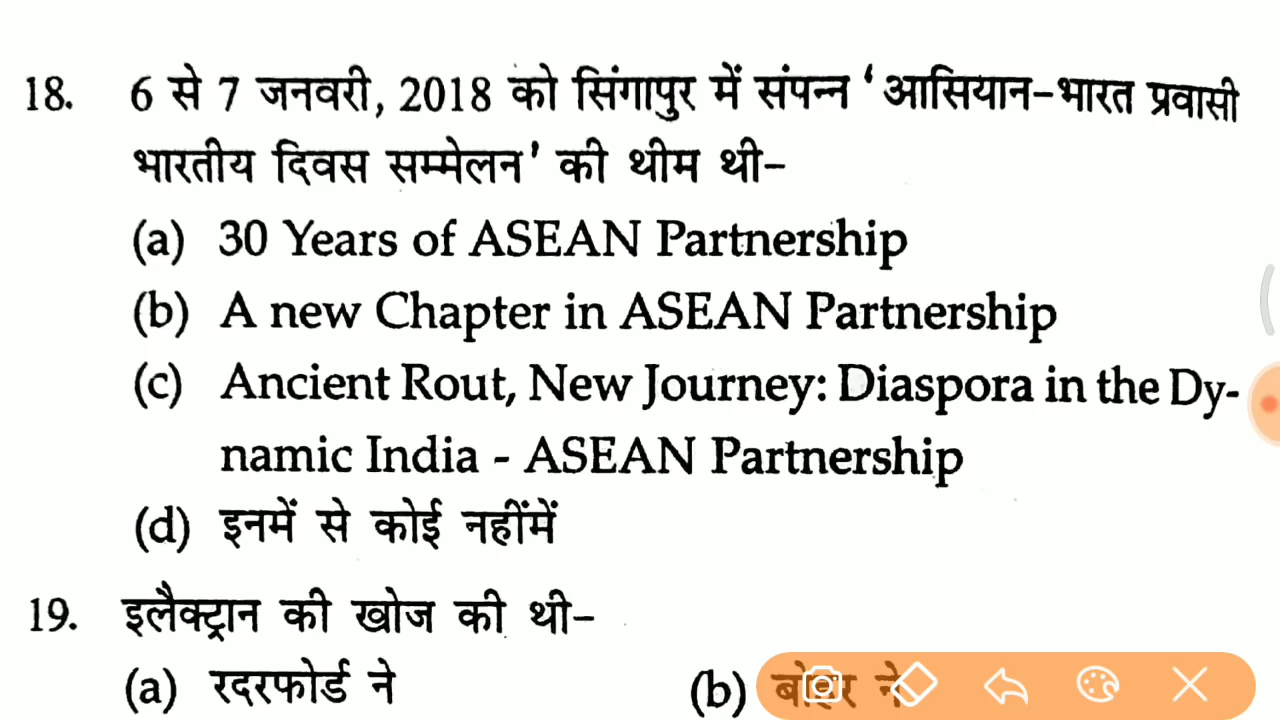 18. 6 से 7 जनवरी, 2018 को सिंगापुर में संपन्न ‘आसियान-भारत प्रवासी
भारतीय दिवस सम्मेलन’ की थीम थी-
(a) 30 Years of ASEAN Partnership
(b) A new Chapter in ASEAN Partnership
(c) Ancient Rout, New Journey: Diaspora in the Dy-
namic India - ASEAN Partnership
(d) इनमें से कोई नहींमें
19. इलैक्ट्रान की खोज की थी-
(a) रदरफोर्ड ने (b) बोहर ने